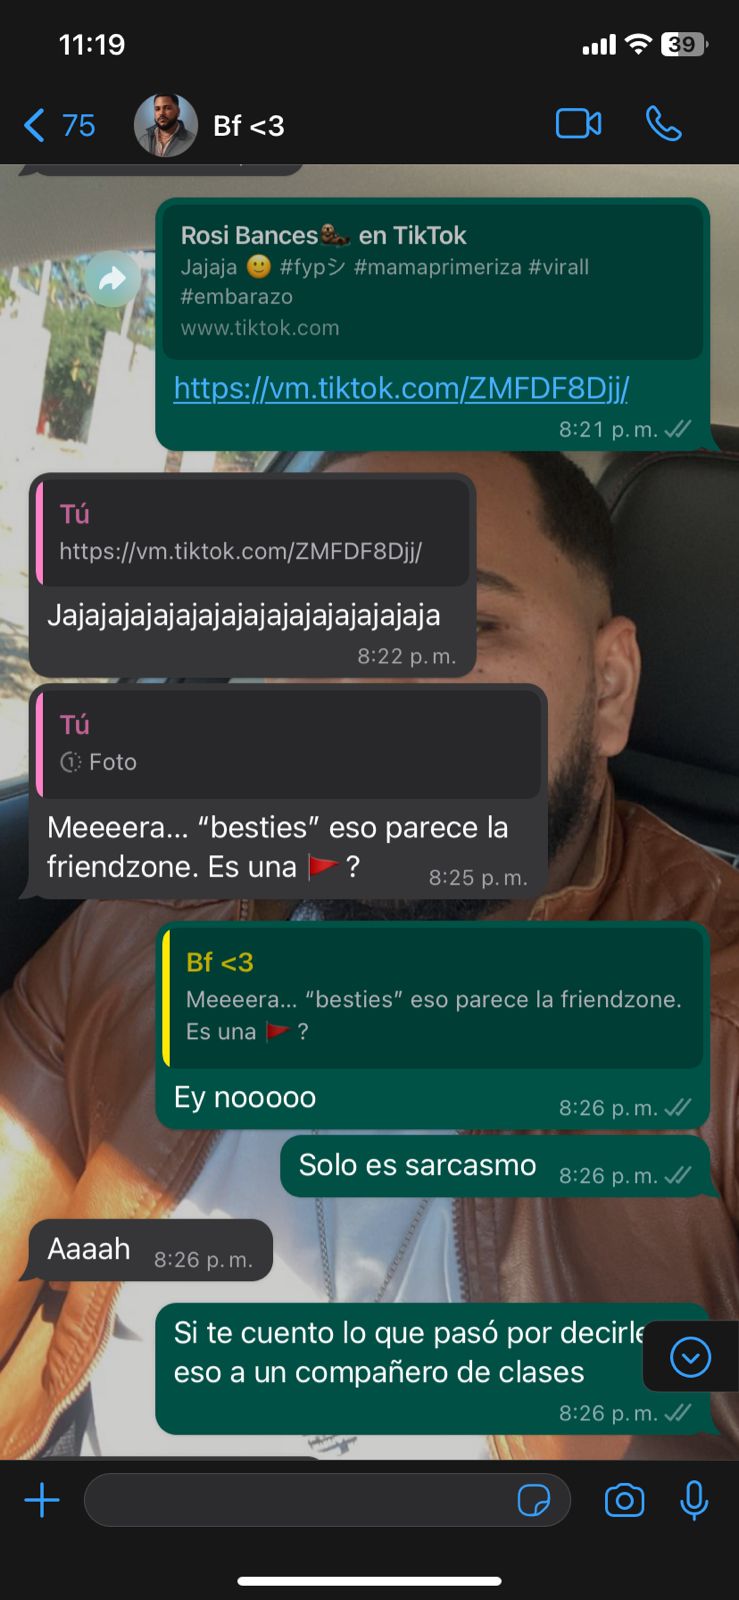 11:19
39
75
Bf <3
Rosi Bances🦦 en TikTok
Jajaja 🙂 #fypシ #mamaprimeriza #virall
#embarazo
www.tiktok.com
https://vm.tiktok.com/ZMFDF8Djj/
8:21 p. m.
Tú
https://vm.tiktok.com/ZMFDF8Djj/
Jajajajajajajajajajajajajajajajajaja
8:22 p. m.
Tú
Foto
Meeeera... “besties” eso parece la
friendzone. Es una 🚩 ?
8:25 p. m.
Bf <3
Meeeera... “besties” eso parece la friendzone.
Es una 🚩 ?
Ey nooooo
8:26 p. m.
Solo es sarcasmo
8:26 p. m.
Aaaah
8:26 p. m.
Si te cuento lo que pasó por decirle
eso a un compañero de clases
8:26 p. m.